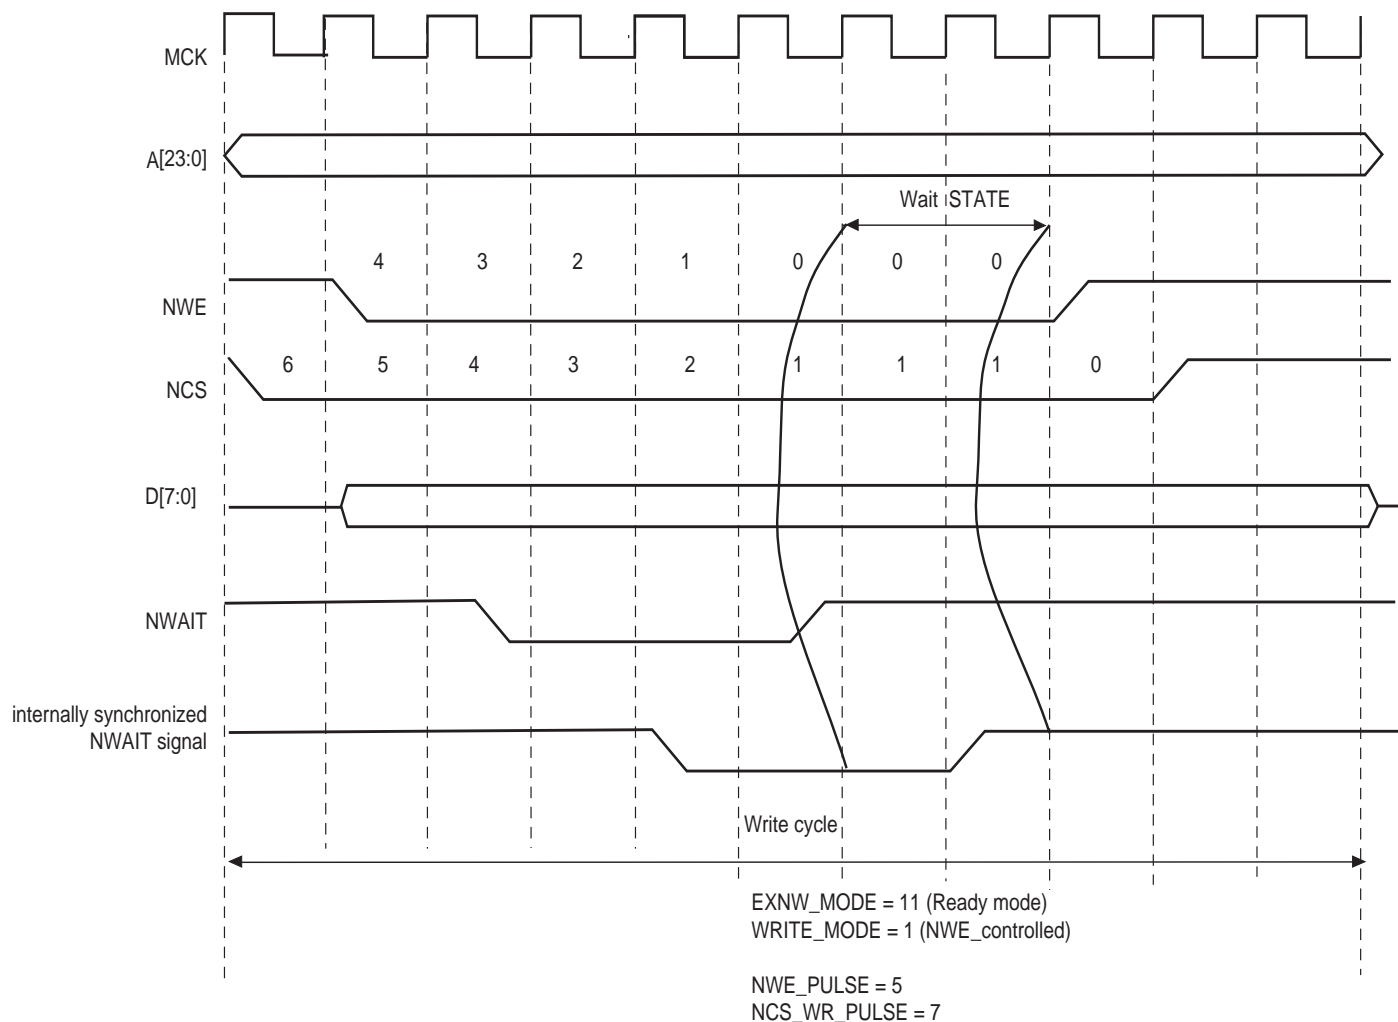 MCK
A[23:0]
Wait STATE
4 3 2 1 0 0 0
NWE
6 5 4 3 2 1 1 1 0
NCS
D[7:0]
NWAIT
internally synchronized
NWAIT signal
Write cycle
EXNW_MODE = 11 (Ready mode)
WRITE_MODE = 1 (NWE_controlled)
NWE_PULSE = 5
NCS_WR_PULSE = 7